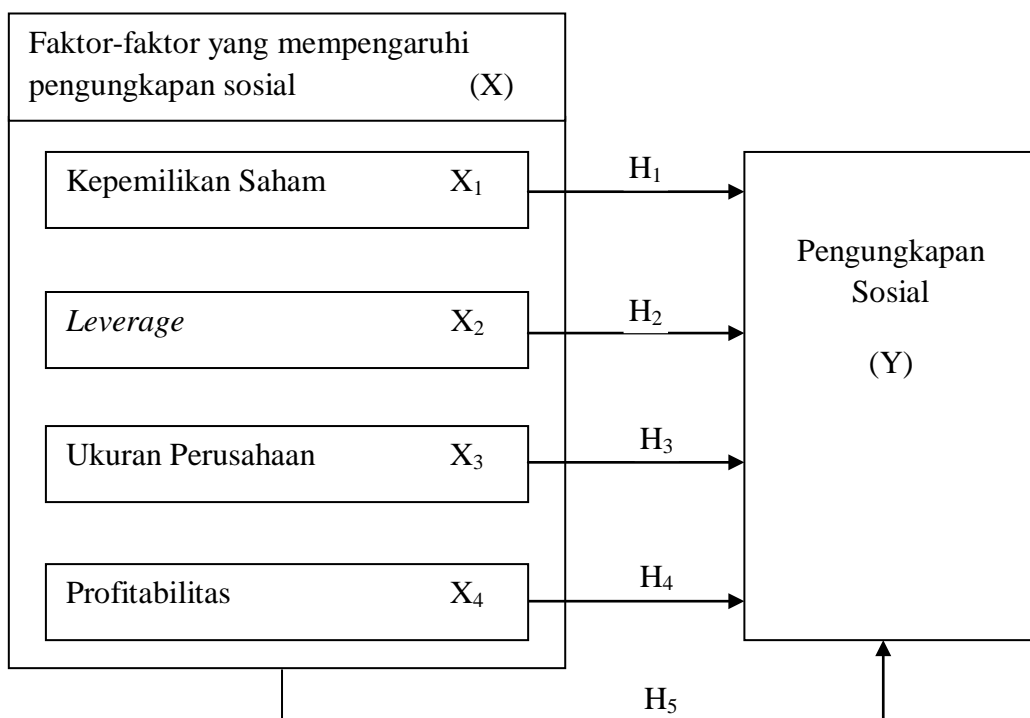 Faktor-faktor yang mempengaruhi
pengungkapan sosial (X)
Kepemilikan Saham X₁
H₁
Leverage X₂
H₂
Ukuran Perusahaan X₃
H₃
Profitabilitas X₄
H₄
Pengungkapan
Sosial
(Y)
H₅